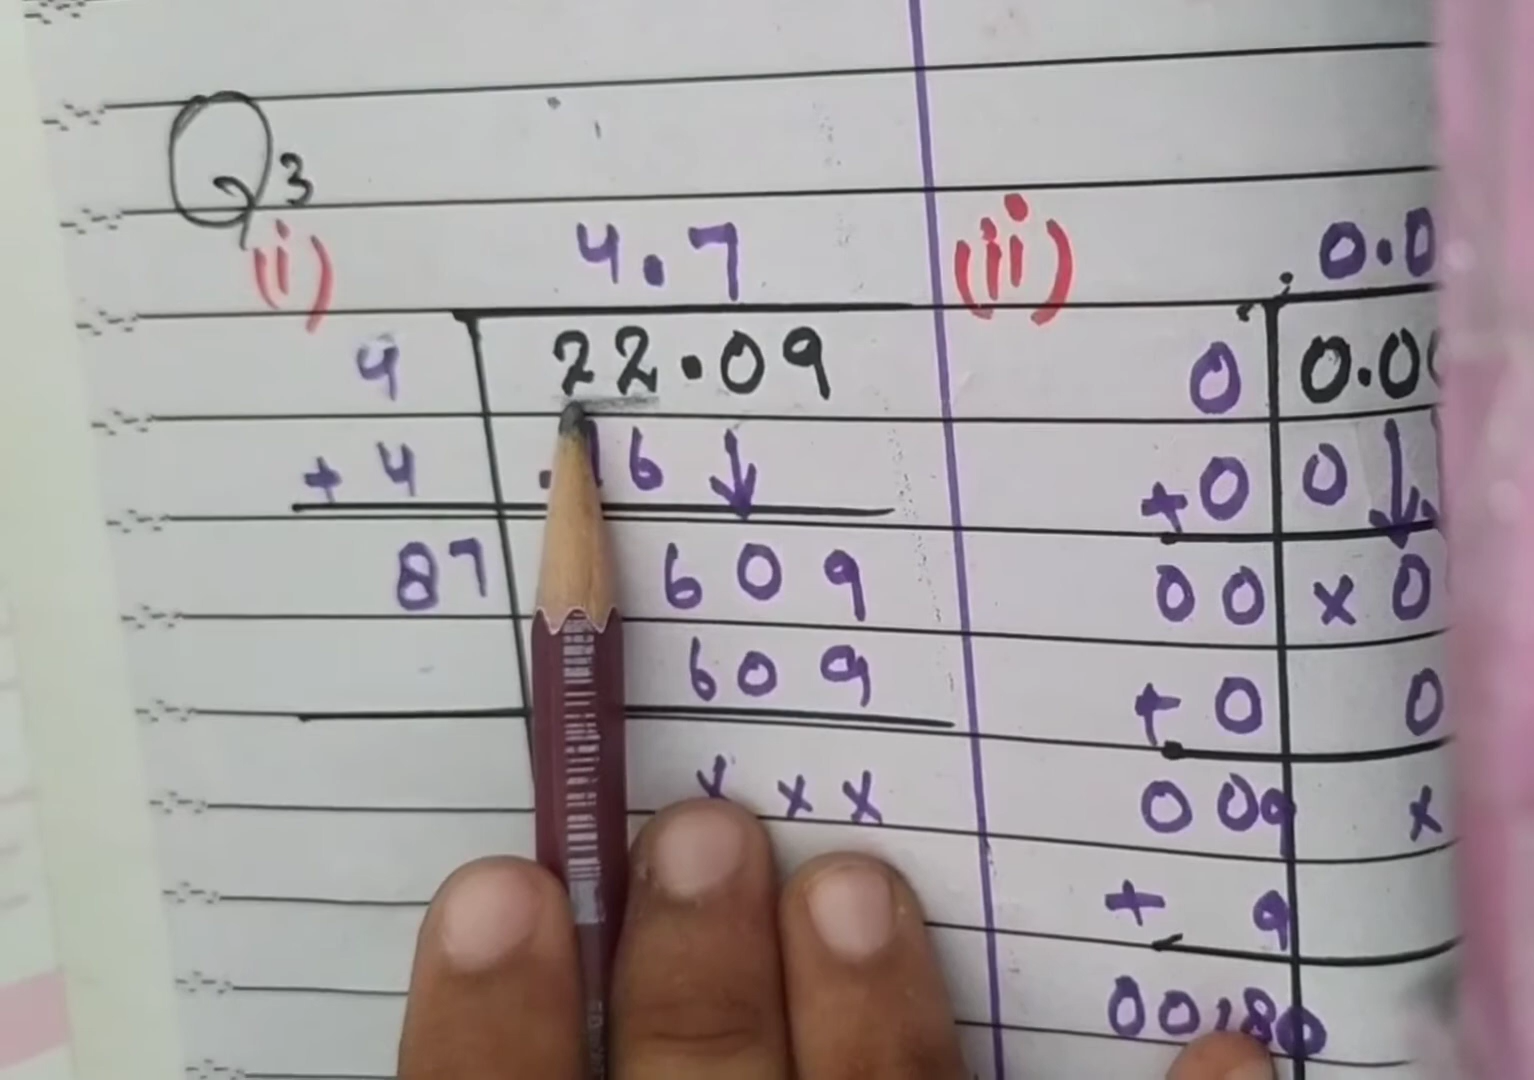 Q3
(i) 4.7
4 22.09
+ 4 16 ↓
87 609
609
x x x
(ii) 0.0
0 0.0
+0 0↓
00 x 0
+ 0 0
009 x
+ 9
00180